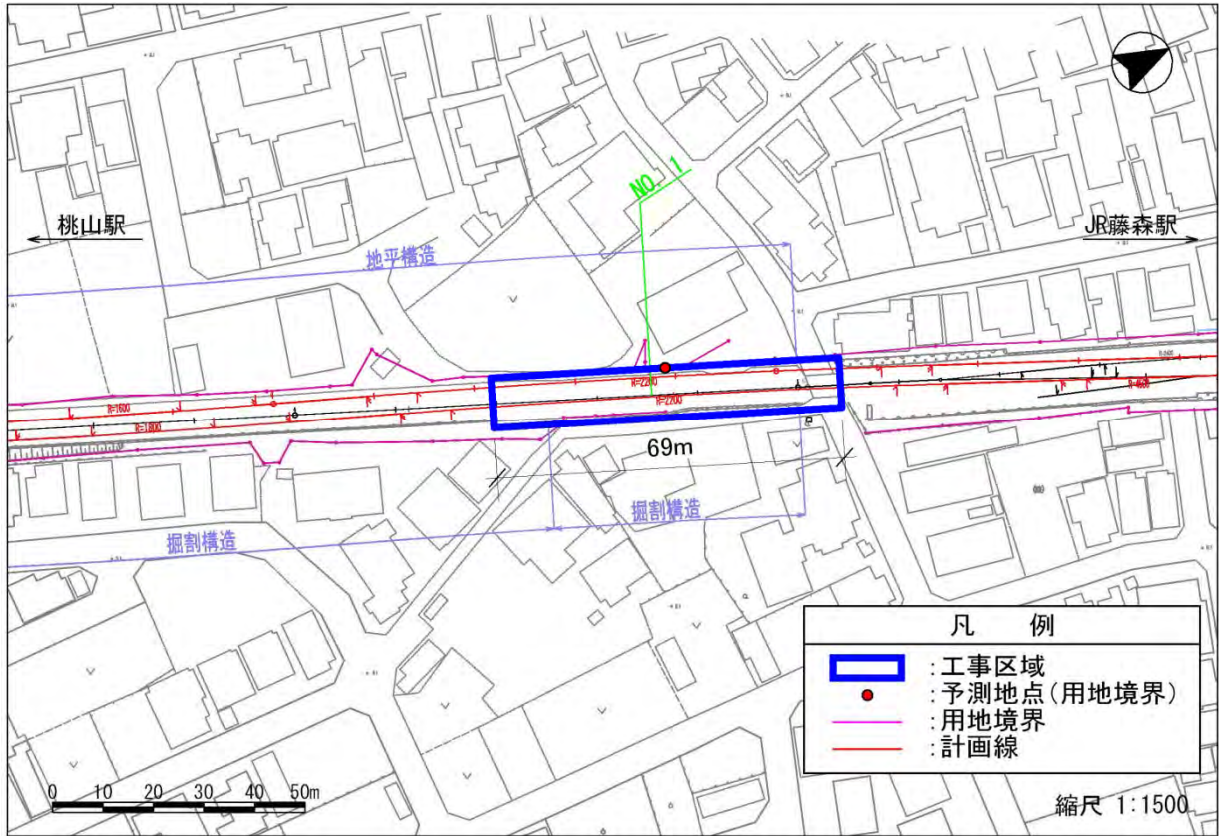 NO. 1
桃山駅
JR藤森駅
地平構造
R=1600
R=1800
R=2200
R=2200
69m
掘割構造
掘割構造
凡 例
:工事区域
:予測地点(用地境界)
:用地境界
:計画線
0 10 20 30 40 50m
縮尺 1:1500